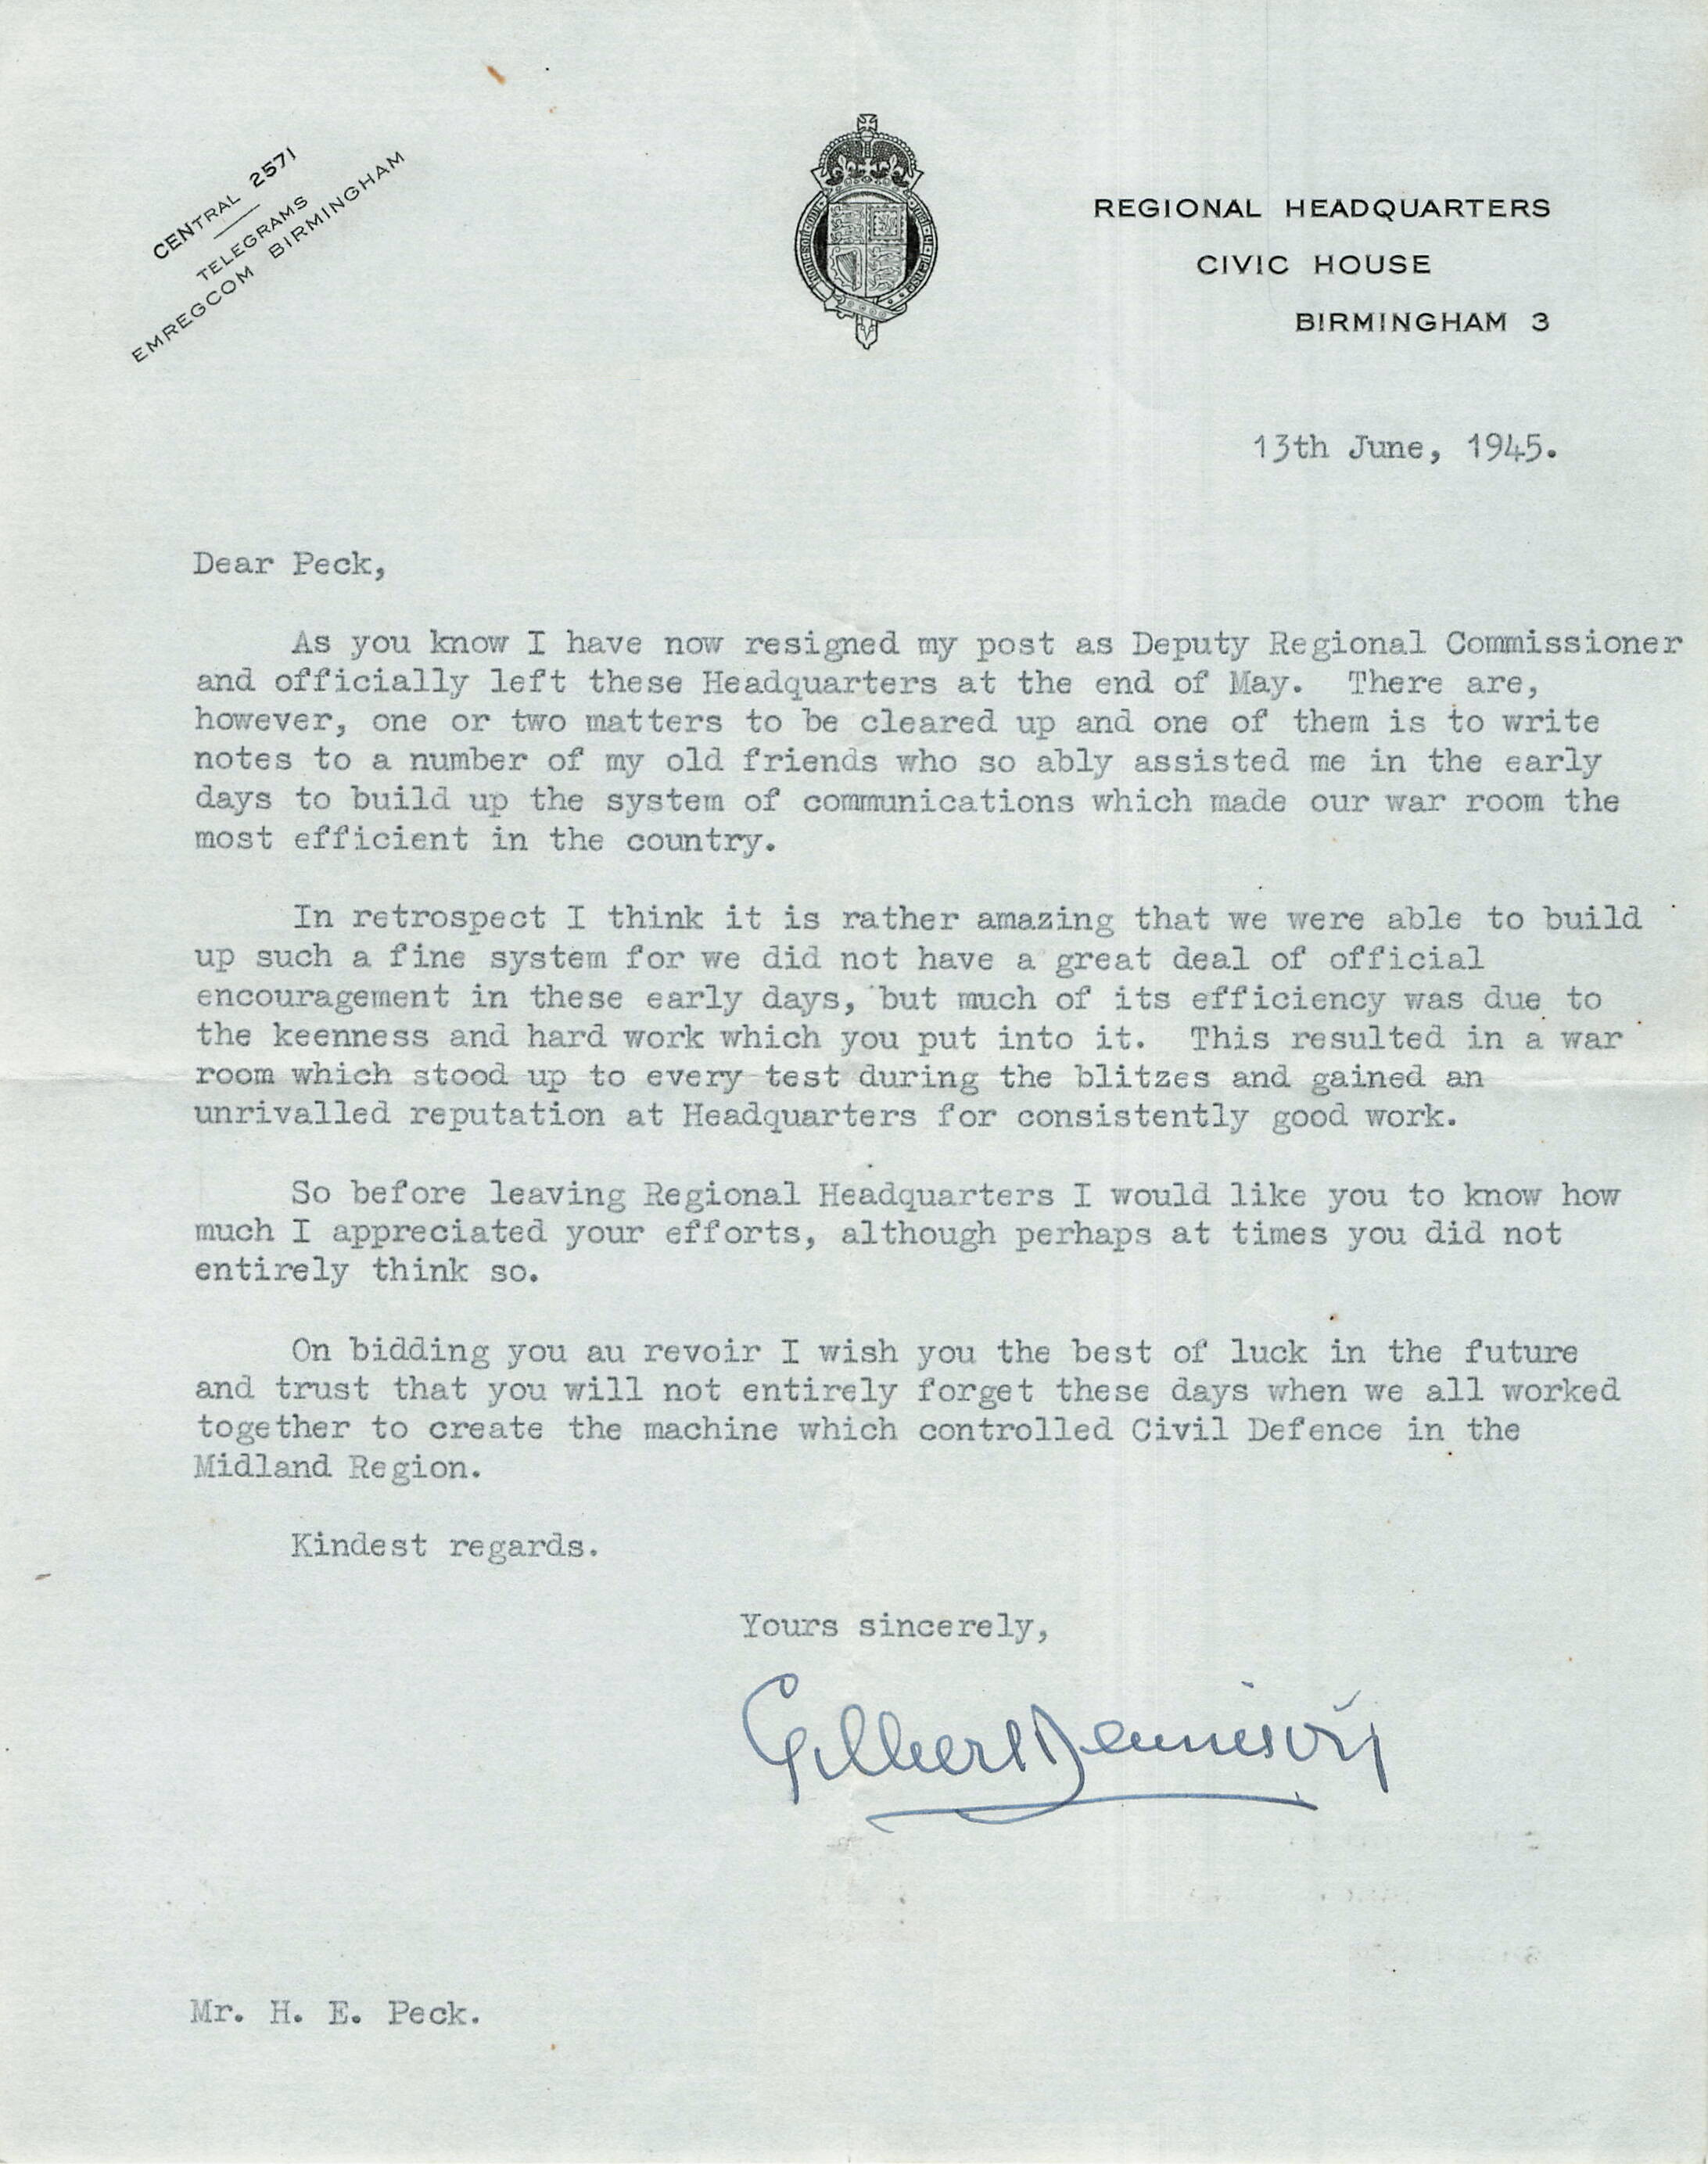 CENTRAL 2571
TELEGRAMS
EMREGCOM BIRMINGHAM
REGIONAL HEADQUARTERS
CIVIC HOUSE
BIRMINGHAM 3
13th June, 1945.
Dear Peck,
As you know I have now resigned my post as Deputy Regional Commissioner
and officially left these Headquarters at the end of May. There are,
however, one or two matters to be cleared up and one of them is to write
notes to a number of my old friends who so ably assisted me in the early
days to build up the system of communications which made our war room the
most efficient in the country.
In retrospect I think it is rather amazing that we were able to build
up such a fine system for we did not have a great deal of official
encouragement in these early days, but much of its efficiency was due to
the keenness and hard work which you put into it. This resulted in a war
room which stood up to every test during the blitzes and gained an
unrivalled reputation at Headquarters for consistently good work.
So before leaving Regional Headquarters I would like you to know how
much I appreciated your efforts, although perhaps at times you did not
entirely think so.
On bidding you au revoir I wish you the best of luck in the future
and trust that you will not entirely forget these days when we all worked
together to create the machine which controlled Civil Defence in the
Midland Region.
Kindest regards.
Yours sincerely,
Gilbert Dennison
Mr. H. E. Peck.